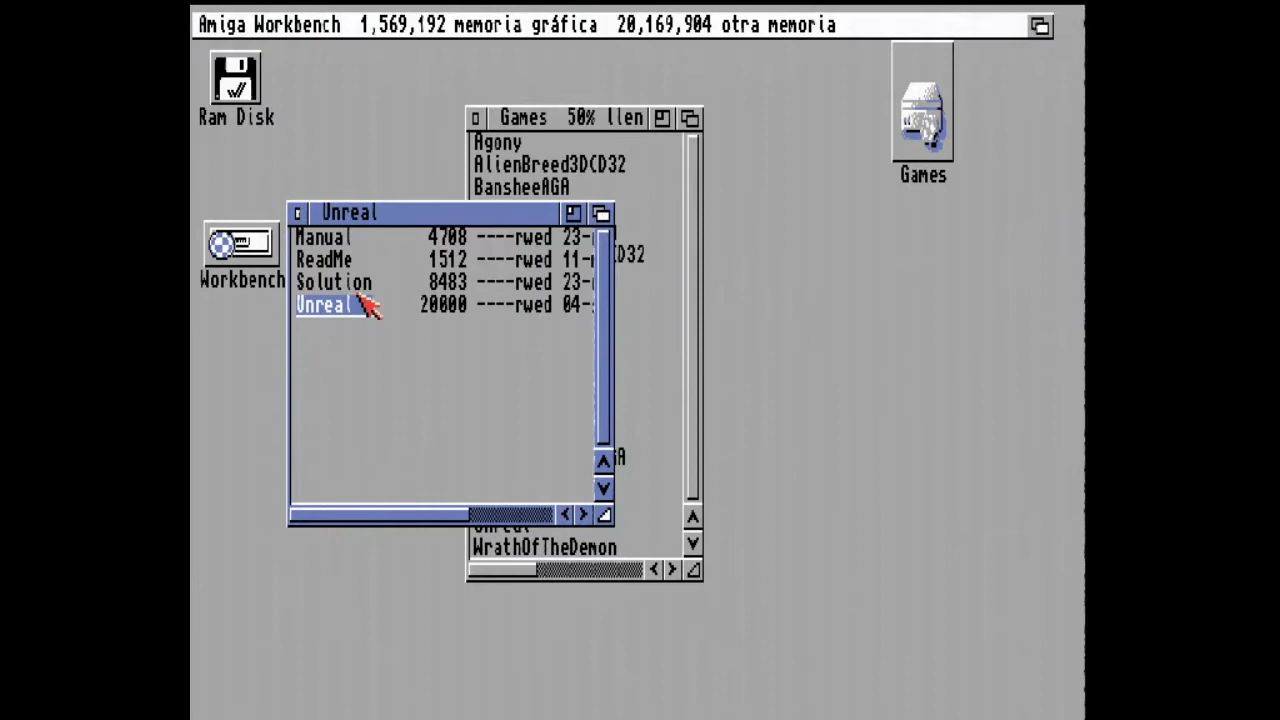 Amiga Workbench 1,569,192 memoria gráfica 20,169,904 otra memoria
Ram Disk
Games
Workbench
Games 50% llen
Agony
AlienBreed3DCD32
BansheeAGA
Unreal
Manual 4708 ----rwed 23-
ReadMe 1512 ----rwed 11-
Solution 8483 ----rwed 23-
Unreal 20000 ----rwed 04-
CD32
Unreal
WrathOfTheDemon